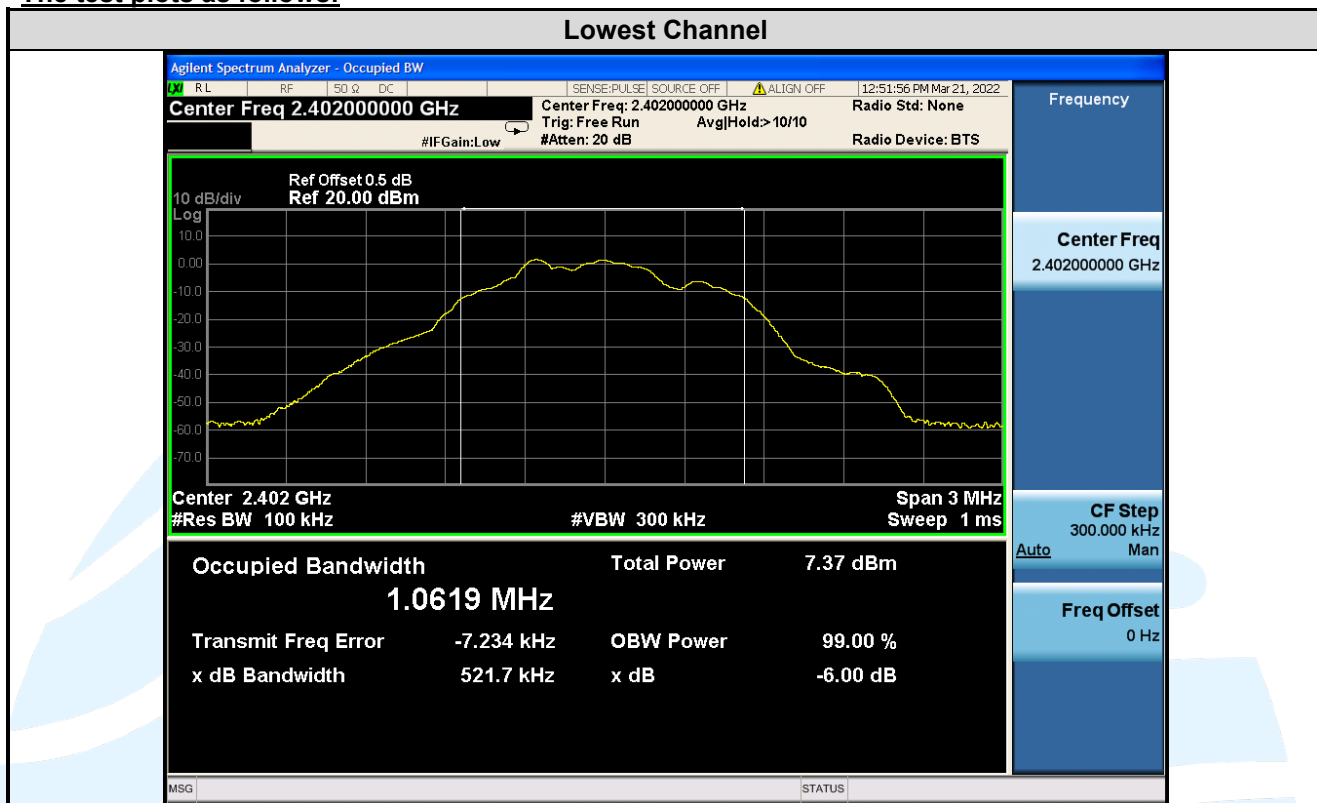 The test plots as follows:
Lowest Channel
Agilent Spectrum Analyzer - Occupied BW
LXI RL RF 50 Ω DC SENSE:PULSE SOURCE OFF ALIGN OFF 12:51:56 PM Mar 21, 2022
Center Freq 2.402000000 GHz
Center Freq: 2.402000000 GHz Radio Std: None
Trig: Free Run Avg|Hold:> 10/10
#IFGain:Low #Atten: 20 dB Radio Device: BTS
Ref Offset 0.5 dB
10 dB/div Ref 20.00 dBm
Log
10.0
0.00
-10.0
-20.0
-30.0
-40.0
-50.0
-60.0
-70.0
Center 2.402 GHz Span 3 MHz
#Res BW 100 kHz #VBW 300 kHz Sweep 1 ms
Occupied Bandwidth Total Power 7.37 dBm
1.0619 MHz
Transmit Freq Error -7.234 kHz OBW Power 99.00 %
x dB Bandwidth 521.7 kHz x dB -6.00 dB
MSG STATUS
Frequency
Center Freq
2.402000000 GHz
CF Step
300.000 kHz
Auto Man
Freq Offset
0 Hz